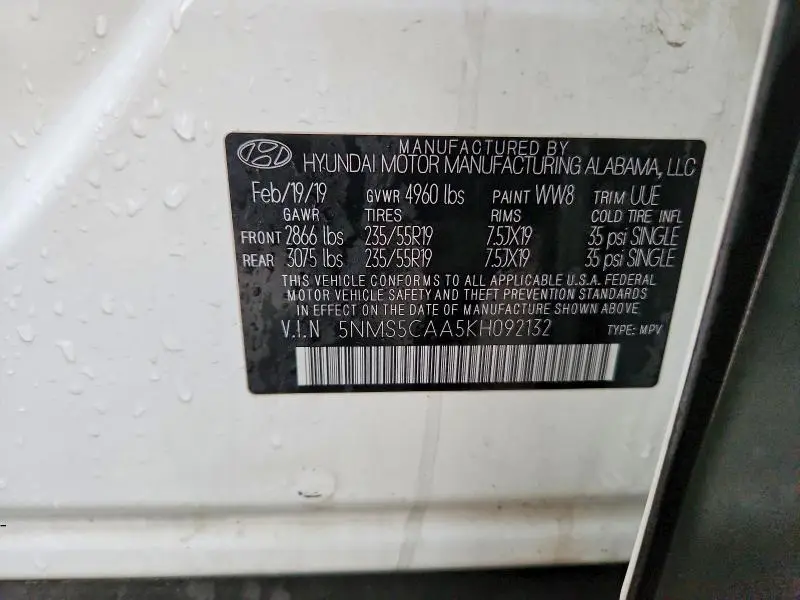 MANUFACTURED BY
HYUNDAI MOTOR MANUFACTURING ALABAMA, LLC
Feb/19/19 GVWR 4960 lbs PAINT WW8 TRIM UUE
GAWR TIRES RIMS COLD TIRE INFL
FRONT 2866 lbs 235/55R19 7.5JX19 35 psi SINGLE
REAR 3075 lbs 235/55R19 7.5JX19 35 psi SINGLE
THIS VEHICLE CONFORMS TO ALL APPLICABLE U.S.A. FEDERAL
MOTOR VEHICLE SAFETY AND THEFT PREVENTION STANDARDS
IN EFFECT ON THE DATE OF MANUFACTURE SHOWN ABOVE.
V.I.N 5NMS5CAA5KH092132 TYPE: MPV